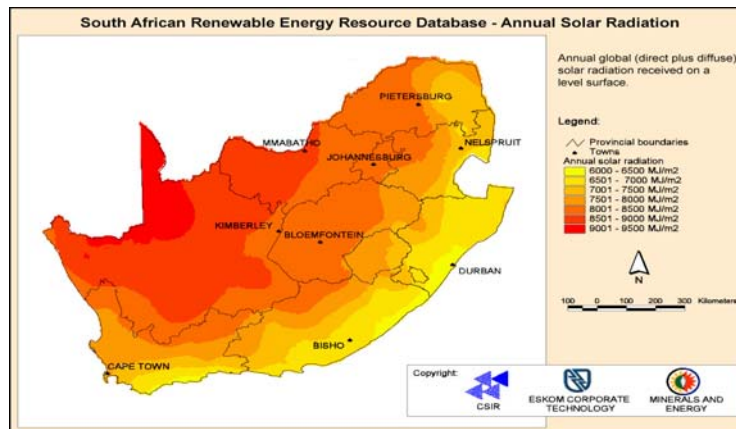 South African Renewable Energy Resource Database - Annual Solar Radiation
Annual global (direct plus diffuse)
solar radiation received on a
level surface.
Legend:
Provincial boundaries
Towns
Annual solar radiation
6000 - 6500 MJ/m2
6501 - 7000 MJ/m2
7001 - 7500 MJ/m2
7501 - 8000 MJ/m2
8001 - 8500 MJ/m2
8501 - 9000 MJ/m2
9001 - 9500 MJ/m2
N
100 0 100 200 300 Kilometers
PIETERSBURG
MMABATHO
NELSPRUIT
JOHANNESBURG
KIMBERLEY
BLOEMFONTEIN
DURBAN
BISHO
CAPE TOWN
Copyright:
CSIR
ESKOM CORPORATE
TECHNOLOGY
MINERALS AND
ENERGY